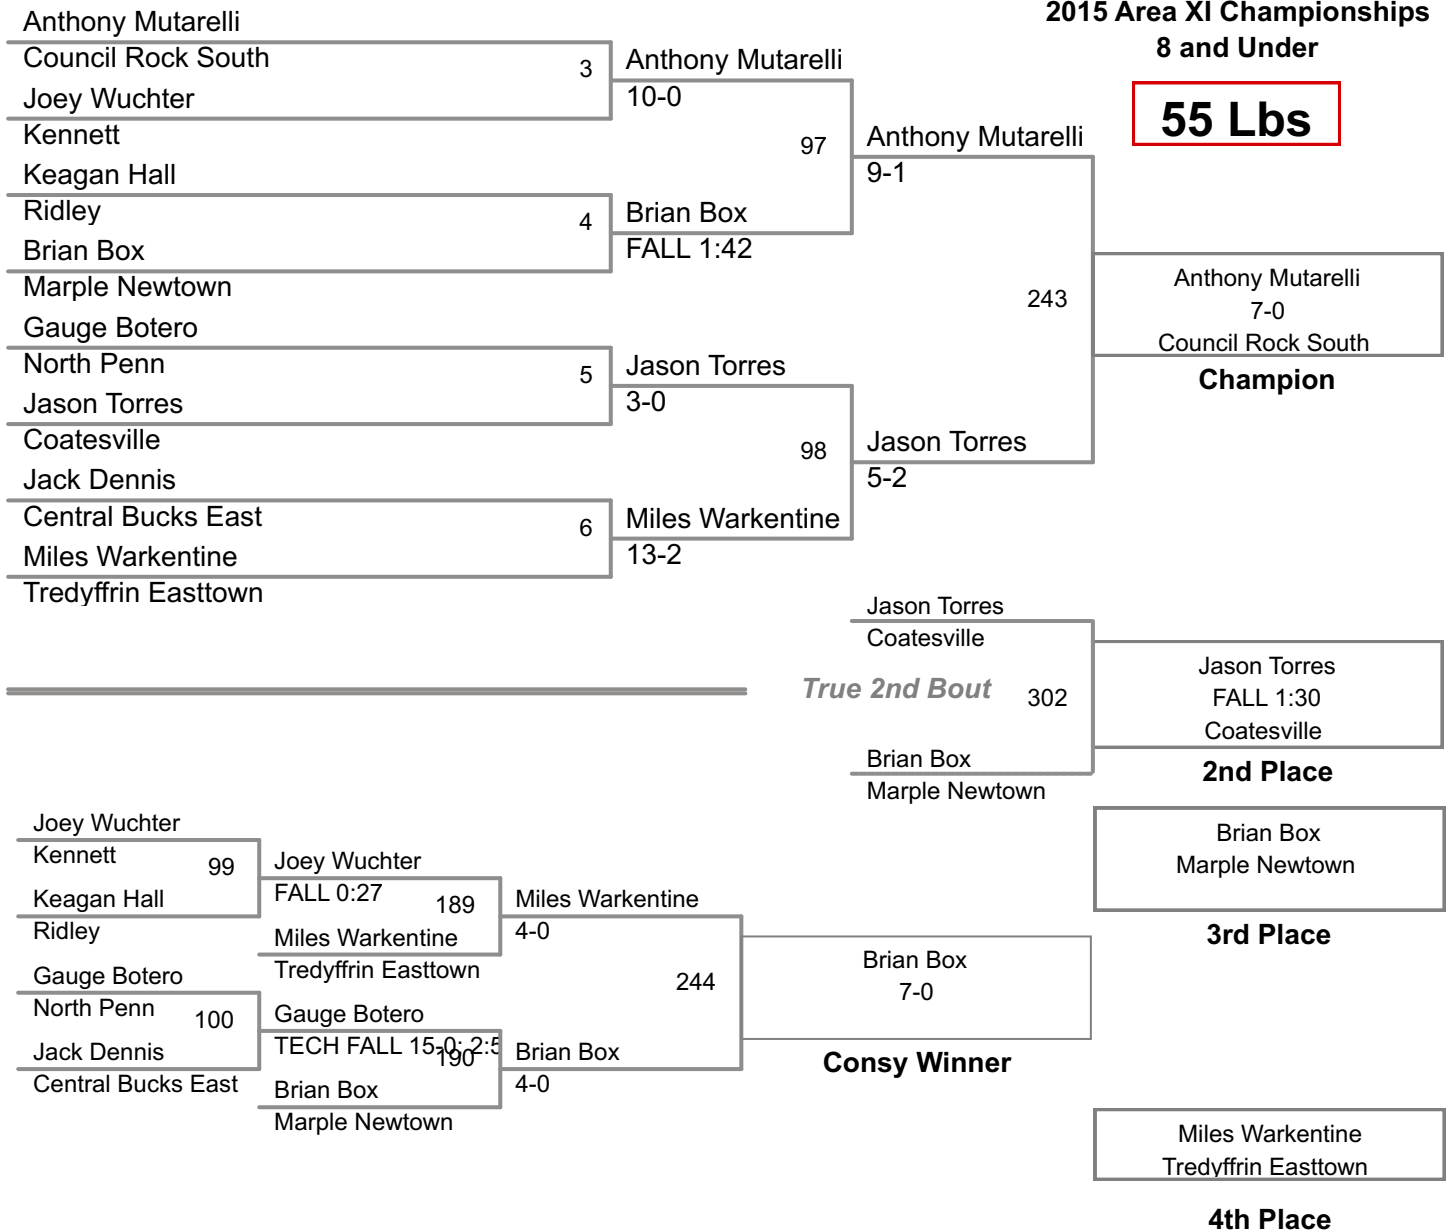 2015 Area XI Championships
8 and Under
55 Lbs
Anthony Mutarelli
Council Rock South
3
Joey Wuchter
Kennett
Anthony Mutarelli
10-0
97
Keagan Hall
Ridley
4
Brian Box
Marple Newtown
Brian Box
FALL 1:42
Anthony Mutarelli
9-1
243
Gauge Botero
North Penn
5
Jason Torres
Coatesville
Jason Torres
3-0
98
Jack Dennis
Central Bucks East
6
Miles Warkentine
Tredyffrin Easttown
Miles Warkentine
13-2
Jason Torres
5-2
Anthony Mutarelli
7-0
Council Rock South
Champion
Jason Torres
Coatesville
True 2nd Bout
302
Brian Box
Marple Newtown
Jason Torres
FALL 1:30
Coatesville
2nd Place
Brian Box
Marple Newtown
3rd Place
Joey Wuchter
Kennett
99
Keagan Hall
Ridley
Joey Wuchter
FALL 0:27
189
Miles Warkentine
Tredyffrin Easttown
Miles Warkentine
4-0
244
Gauge Botero
North Penn
100
Jack Dennis
Central Bucks East
Gauge Botero
TECH FALL 15-0; 2:5
190
Brian Box
Marple Newtown
Brian Box
4-0
Brian Box
7-0
Consy Winner
Miles Warkentine
Tredyffrin Easttown
4th Place